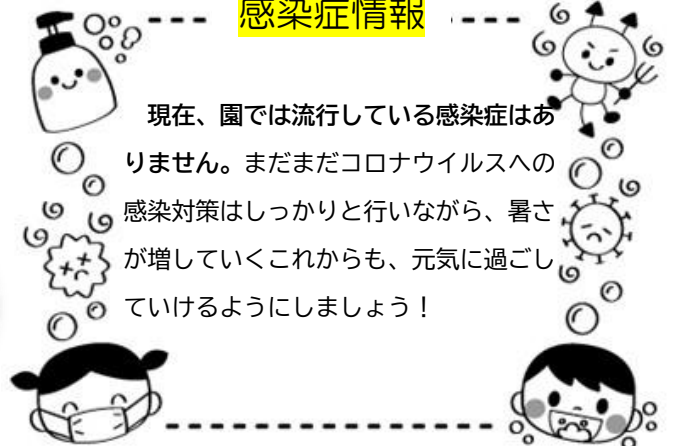 感染症情報
現在、園では流行している感染症はあ
りません。まだまだコロナウイルスへの
感染対策はしっかりと行いながら、暑さ
が増していくこれからも、元気に過ごし
ていけるようにしましょう！